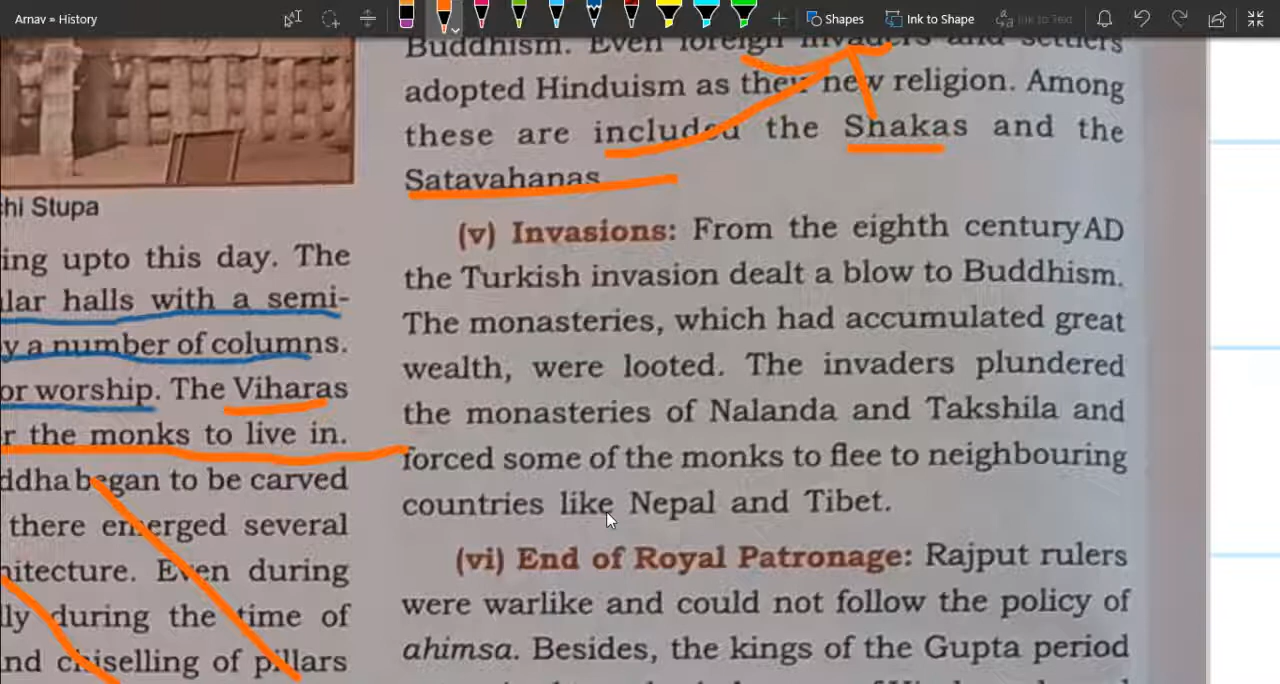 Arnav » History
Shapes
Ink to Shape
Ink to Text
hi Stupa
ing upto this day. The
lar halls with a semi-
y a number of columns.
or worship. The Viharas
r the monks to live in.
ddha began to be carved
there emerged several
hitecture. Even during
lly during the time of
nd chiselling of pillars
Buddhism. Even foreign invaders and settlers
adopted Hinduism as their new religion. Among
these are included the Shakas and the
Satavahanas
(v) Invasions: From the eighth century AD
the Turkish invasion dealt a blow to Buddhism.
The monasteries, which had accumulated great
wealth, were looted. The invaders plundered
the monasteries of Nalanda and Takshila and
forced some of the monks to flee to neighbouring
countries like Nepal and Tibet.
(vi) End of Royal Patronage: Rajput rulers
were warlike and could not follow the policy of
ahimsa. Besides, the kings of the Gupta period